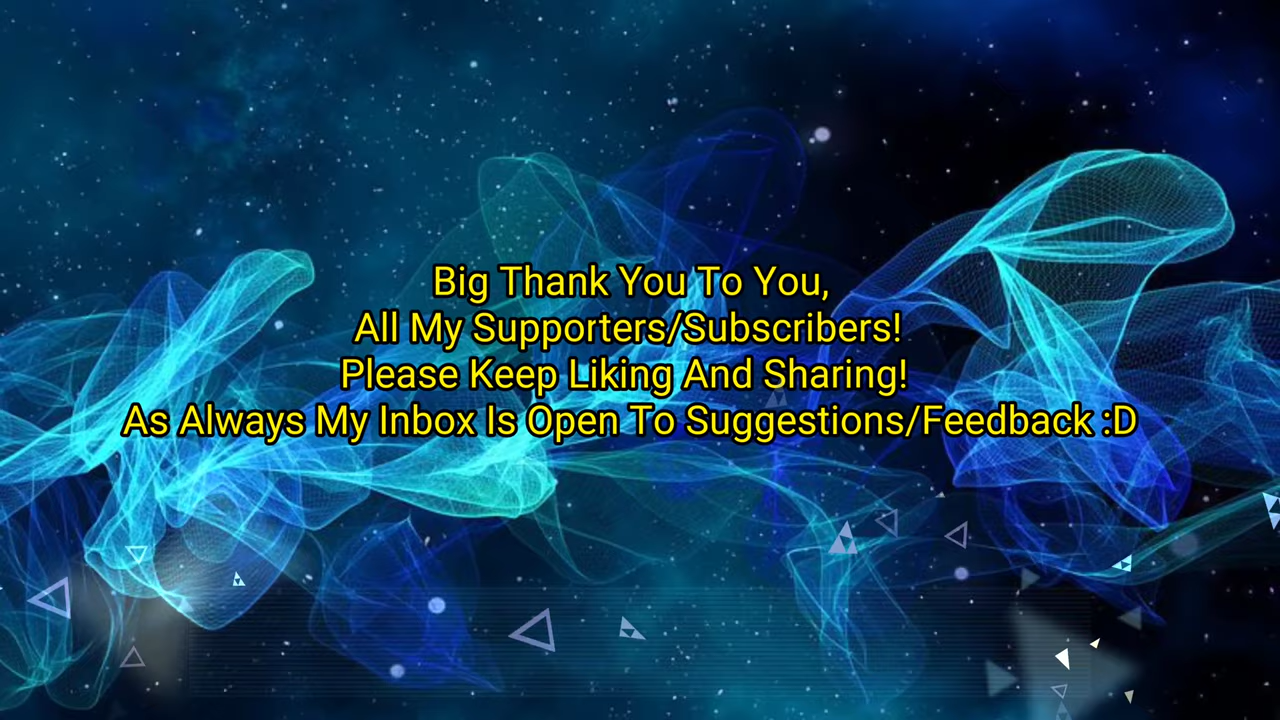 Big Thank You To You,
All My Supporters/Subscribers!
Please Keep Liking And Sharing!
As Always My Inbox Is Open To Suggestions/Feedback :D